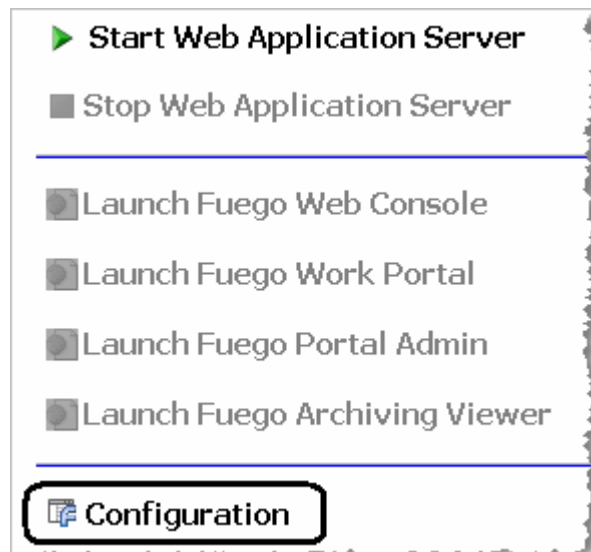 Start Web Application Server
Stop Web Application Server
Launch Fuego Web Console
Launch Fuego Work Portal
Launch Fuego Portal Admin
Launch Fuego Archiving Viewer
Configuration